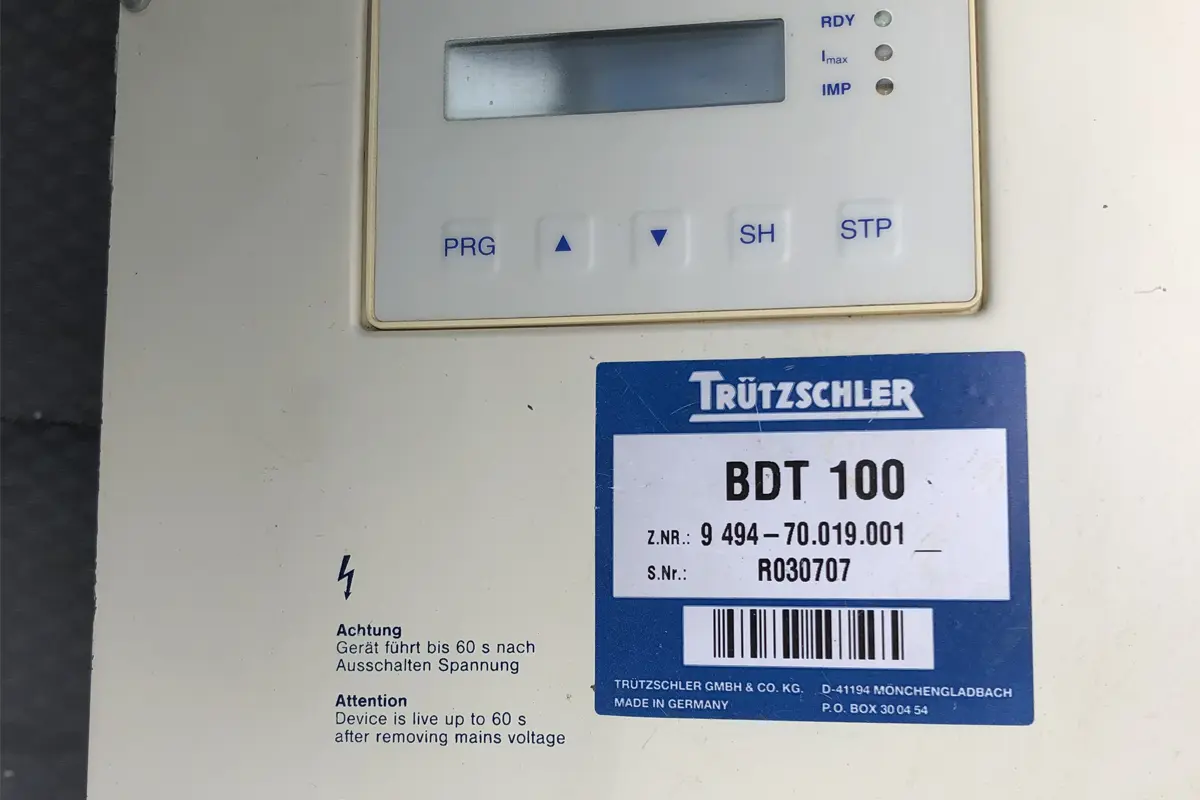 RDY
Imax
IMP
PRG ▲ ▼ SH STP
TRÜTZSCHLER
BDT 100
Z.NR.: 9 494-70.019.001 _
S.Nr.: R030707
Achtung
Gerät führt bis 60 s nach
Ausschalten Spannung
Attention
Device is live up to 60 s
after removing mains voltage
TRÜTZSCHLER GMBH & CO. KG. D-41194 MÖNCHENGLADBACH
MADE IN GERMANY P.O. BOX 30 04 54